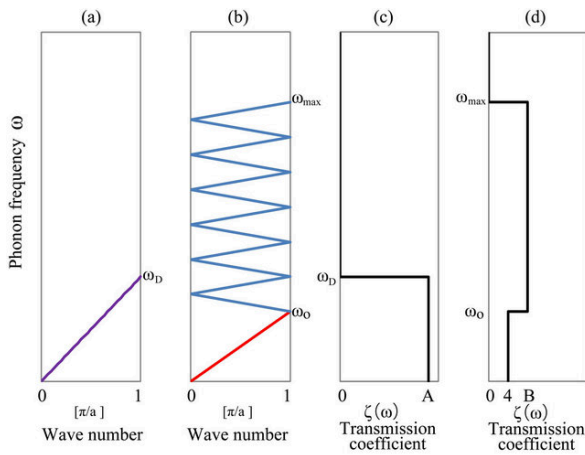 (a)
(b)
(c)
(d)
Phonon frequency ω
ω_D
ω_max
ω_O
ω_D
ω_max
ω_O
0
1
[π/a ]
Wave number
0
1
[π/a ]
Wave number
0
A
ζ(ω)
Transmission
coefficient
0 4 B
ζ(ω)
Transmission
coefficient